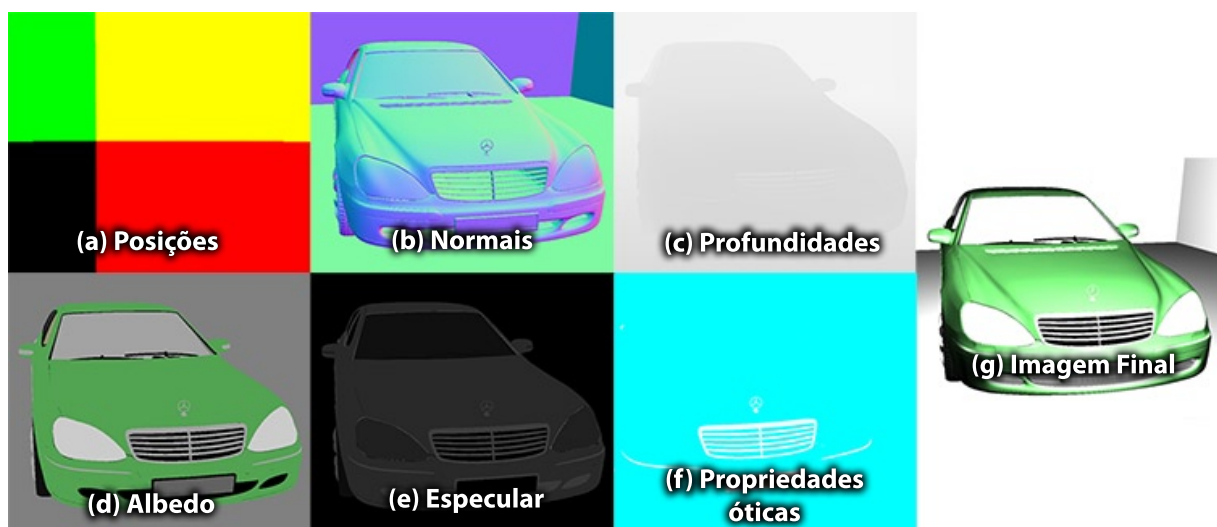 (a) Posições
(b) Normais
(c) Profundidades
(d) Albedo
(e) Especular
(f) Propriedades
óticas
(g) Imagem Final